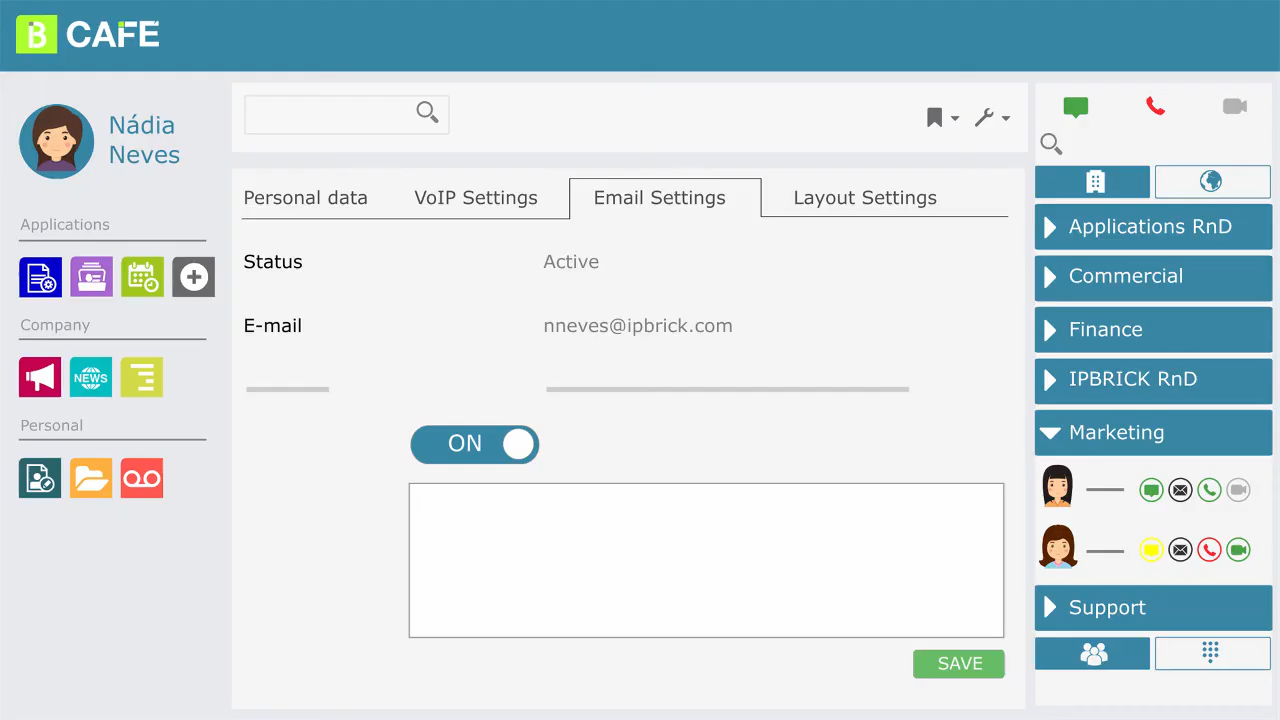 B CAFE
Nádia
Neves
Applications
NEWS
Company
Personal
Personal data
VoIP Settings
Email Settings
Layout Settings
Status
Active
E-mail
nneves@ipbrick.com
ON
SAVE
Applications RnD
Commercial
Finance
IPBRICK RnD
Marketing
Support